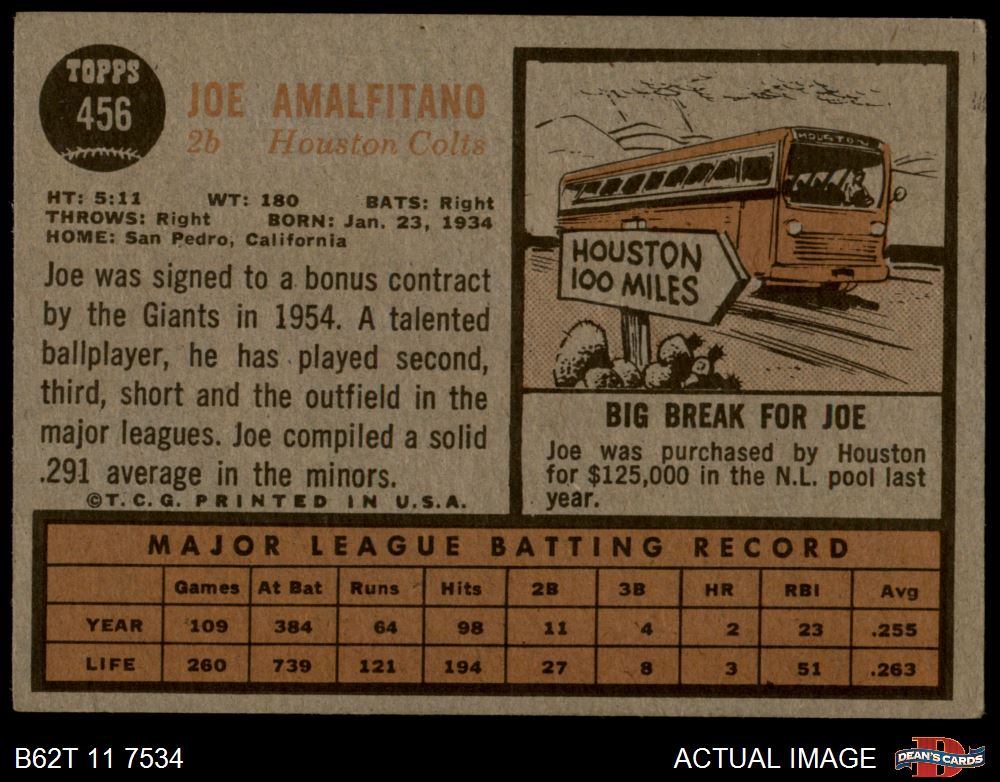 TOPPS
456
JOE AMALFITANO
2b Houston Colts
HT: 5:11 WT: 180 BATS: Right
THROWS: Right BORN: Jan. 23, 1934
HOME: San Pedro, California
Joe was signed to a bonus contract
by the Giants in 1954. A talented
ballplayer, he has played second,
third, short and the outfield in the
major leagues. Joe compiled a solid
.291 average in the minors.
©T.C.G. PRINTED IN U.S.A.
HOUSTON
HOUSTON
100 MILES
BIG BREAK FOR JOE
Joe was purchased by Houston
for $125,000 in the N.L. pool last
year.
MAJOR LEAGUE BATTING RECORD
Games At Bat Runs Hits 2B 3B HR RBI Avg
YEAR 109 384 64 98 11 4 2 23 .255
LIFE 260 739 121 194 27 8 3 51 .263
B62T 11 7534
ACTUAL IMAGE
D
DEAN'S CARDS